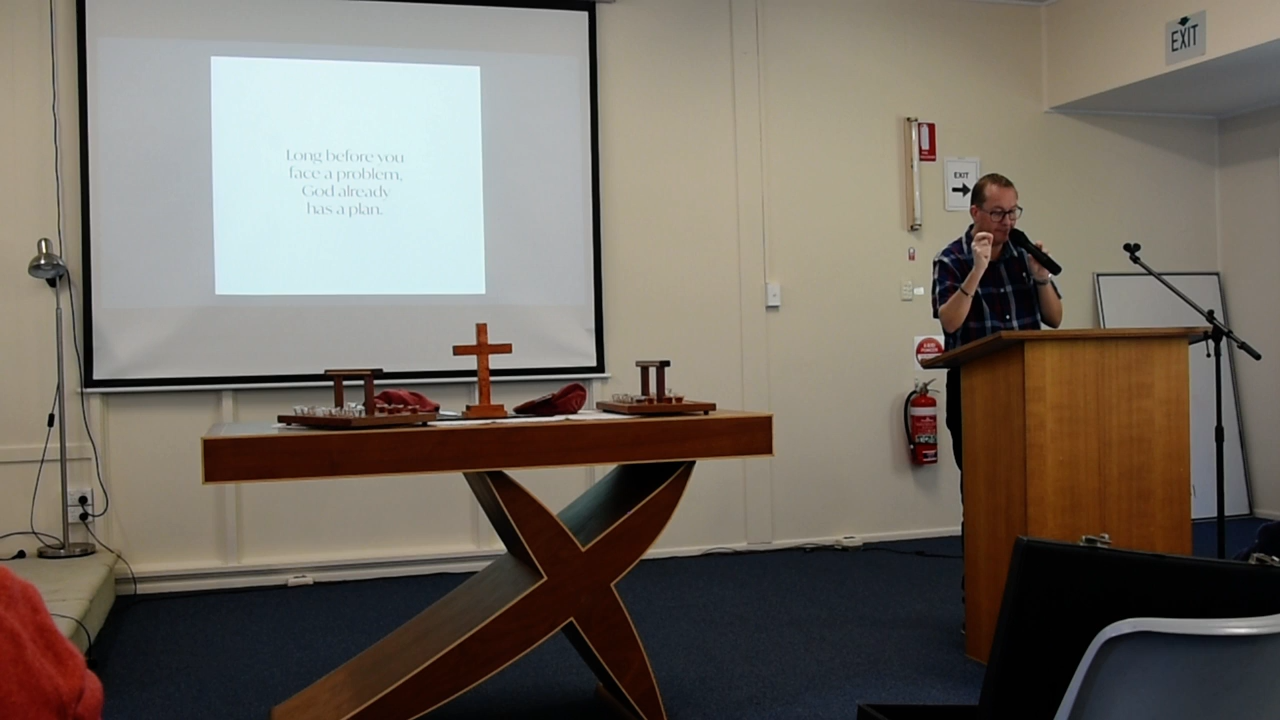 Long before you
face a problem,
God already
has a plan.
EXIT
EXIT